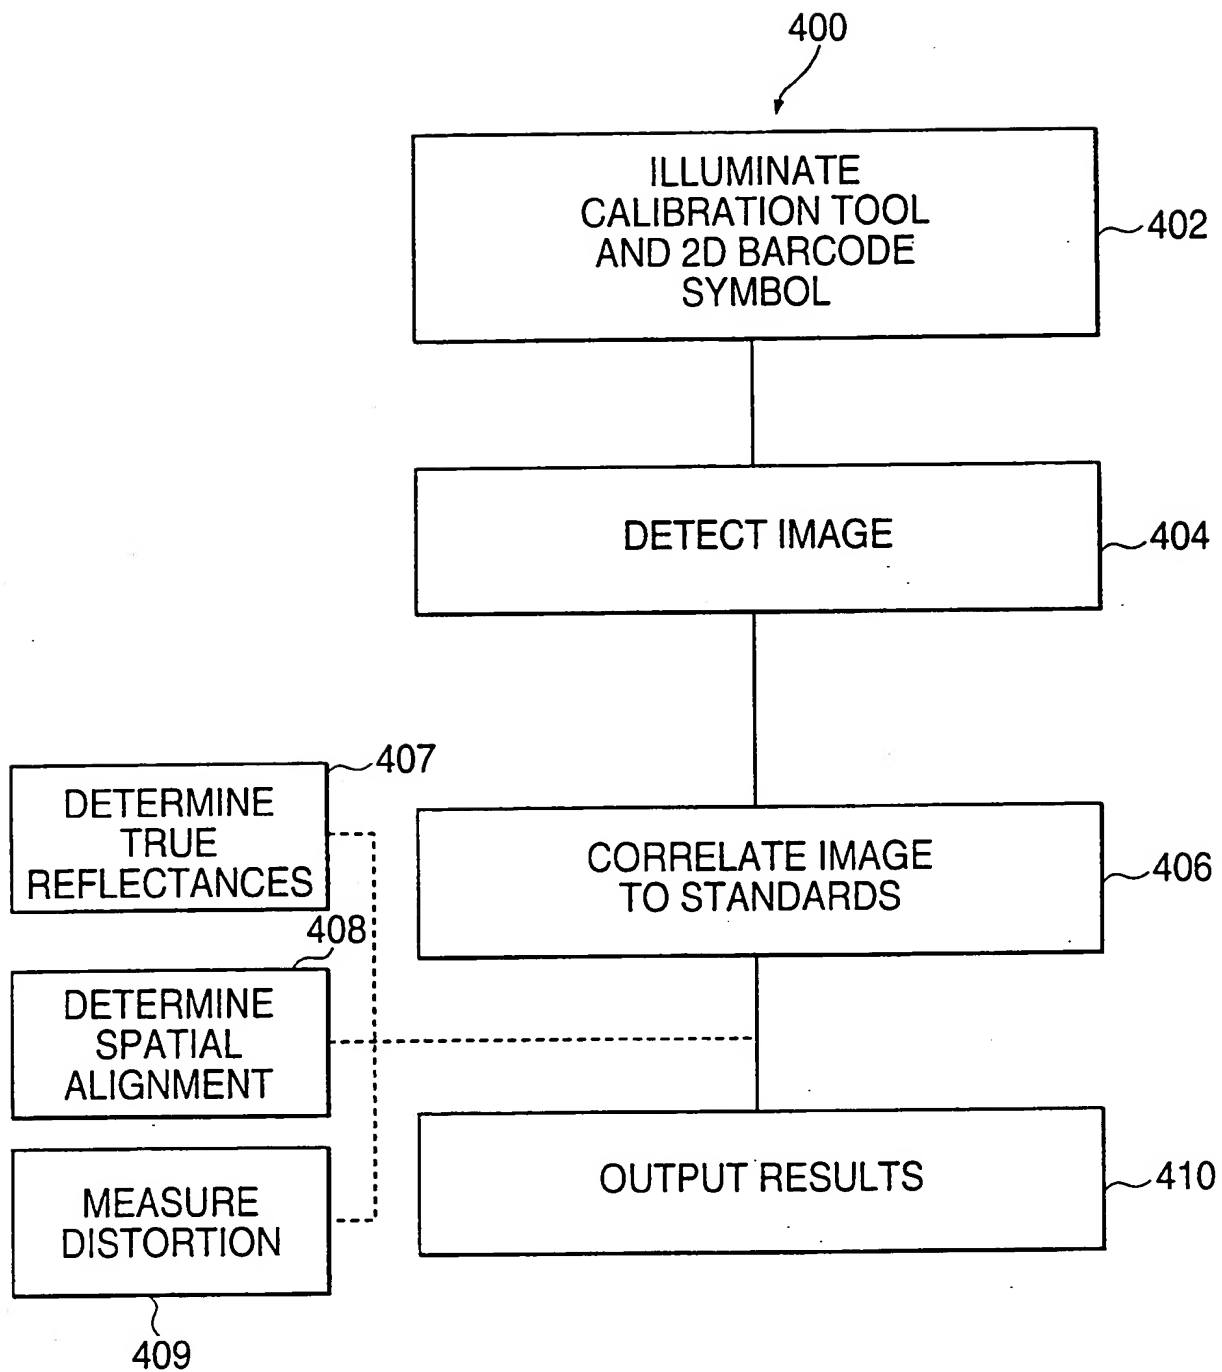 400
ILLUMINATE
CALIBRATION TOOL
AND 2D BARCODE
SYMBOL
402
DETECT IMAGE
404
407
DETERMINE
TRUE
REFLECTANCES
CORRELATE IMAGE
TO STANDARDS
406
408
DETERMINE
SPATIAL
ALIGNMENT
MEASURE
DISTORTION
409
OUTPUT RESULTS
410